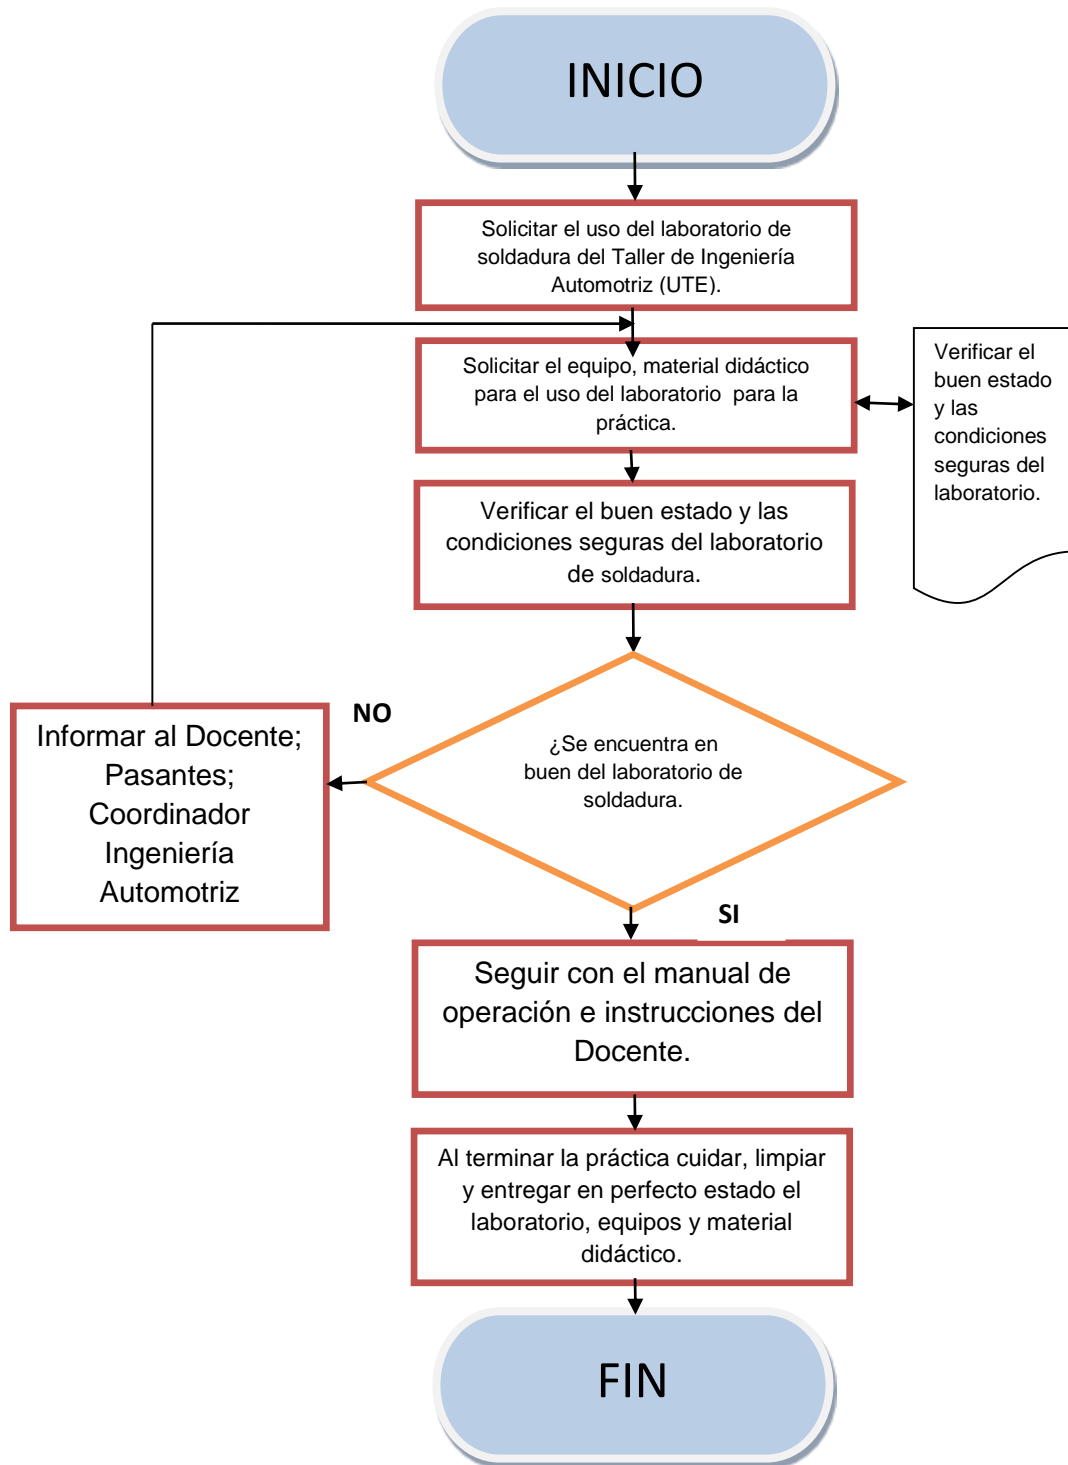 INICIO
Solicitar el uso del laboratorio de
soldadura del Taller de Ingeniería
Automotriz (UTE).
Solicitar el equipo, material didáctico
para el uso del laboratorio para la
práctica.
Verificar el
buen estado
y las
condiciones
seguras del
laboratorio.
Verificar el buen estado y las
condiciones seguras del laboratorio
de soldadura.
¿Se encuentra en
buen del laboratorio de
soldadura.
NO
Informar al Docente;
Pasantes;
Coordinador
Ingeniería
Automotriz
SI
Seguir con el manual de
operación e instrucciones del
Docente.
Al terminar la práctica cuidar, limpiar
y entregar en perfecto estado el
laboratorio, equipos y material
didáctico.
FIN